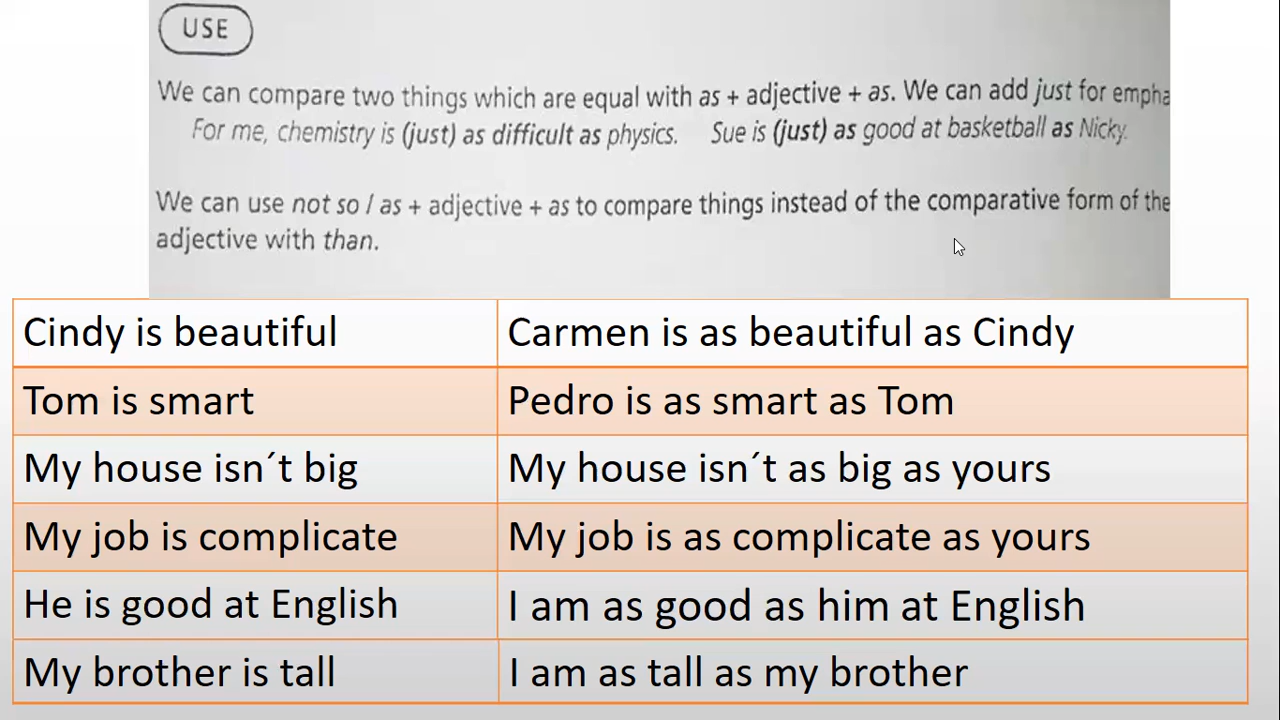 USE
We can compare two things which are equal with as + adjective + as. We can add just for empha
For me, chemistry is (just) as difficult as physics. Sue is (just) as good at basketball as Nicky.
We can use not so / as + adjective + as to compare things instead of the comparative form of the
adjective with than.
Cindy is beautiful Carmen is as beautiful as Cindy
Tom is smart Pedro is as smart as Tom
My house isn´t big My house isn´t as big as yours
My job is complicate My job is as complicate as yours
He is good at English I am as good as him at English
My brother is tall I am as tall as my brother